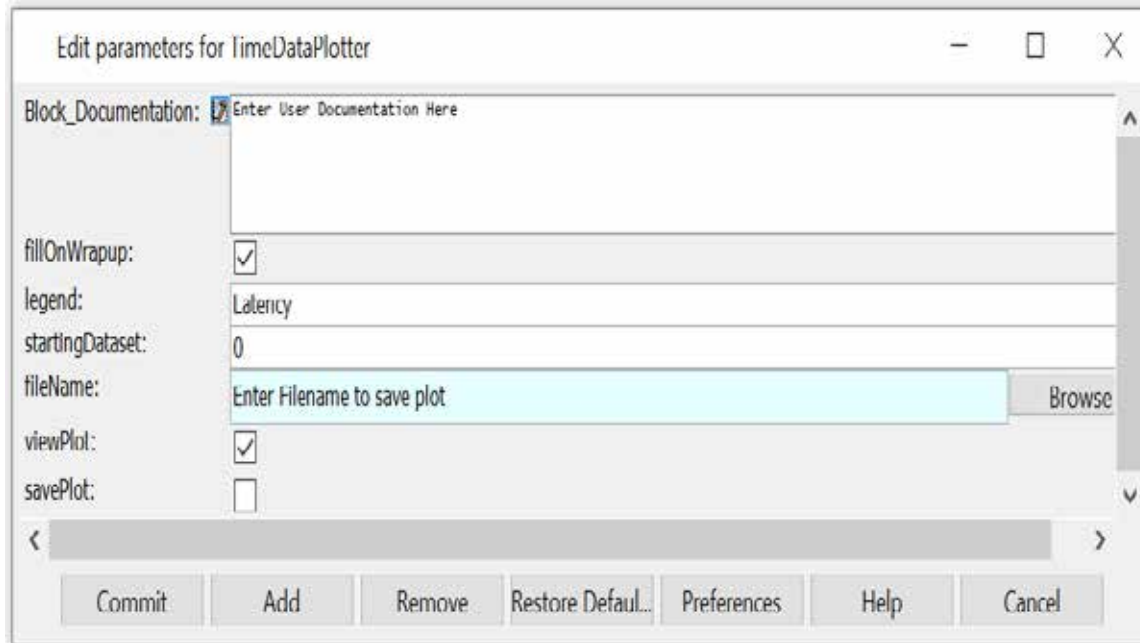 Edit parameters for TimeDataPlotter
Block_Documentation: Enter User Documentation Here
fillOnWrapup:
legend: Latency
startingDataset: 0
fileName: Enter Filename to save plot Browse
viewPlot:
savePlot:
Commit Add Remove Restore Defaul... Preferences Help Cancel